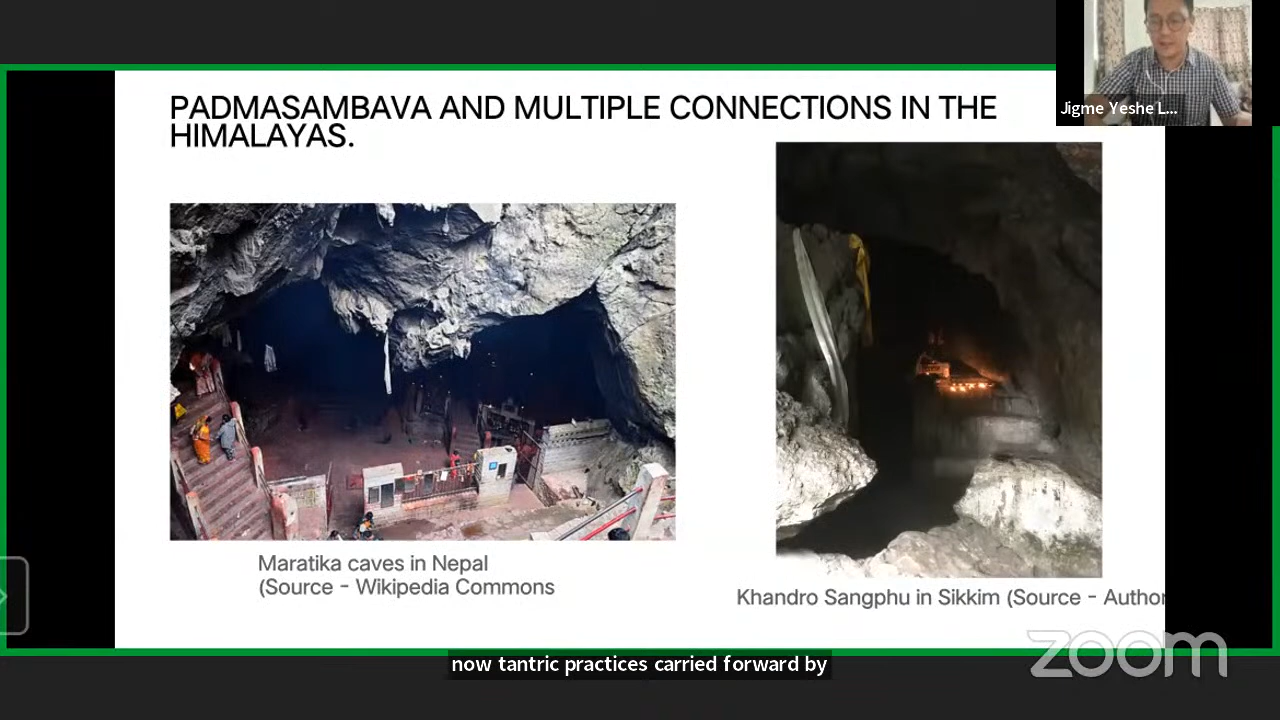 PADMASAMBAVA AND MULTIPLE CONNECTIONS IN THE
HIMALAYAS.
Jigme Yeshe L...
Maratika caves in Nepal
(Source - Wikipedia Commons
Khandro Sangphu in Sikkim (Source - Author
zoom
now tantric practices carried forward by